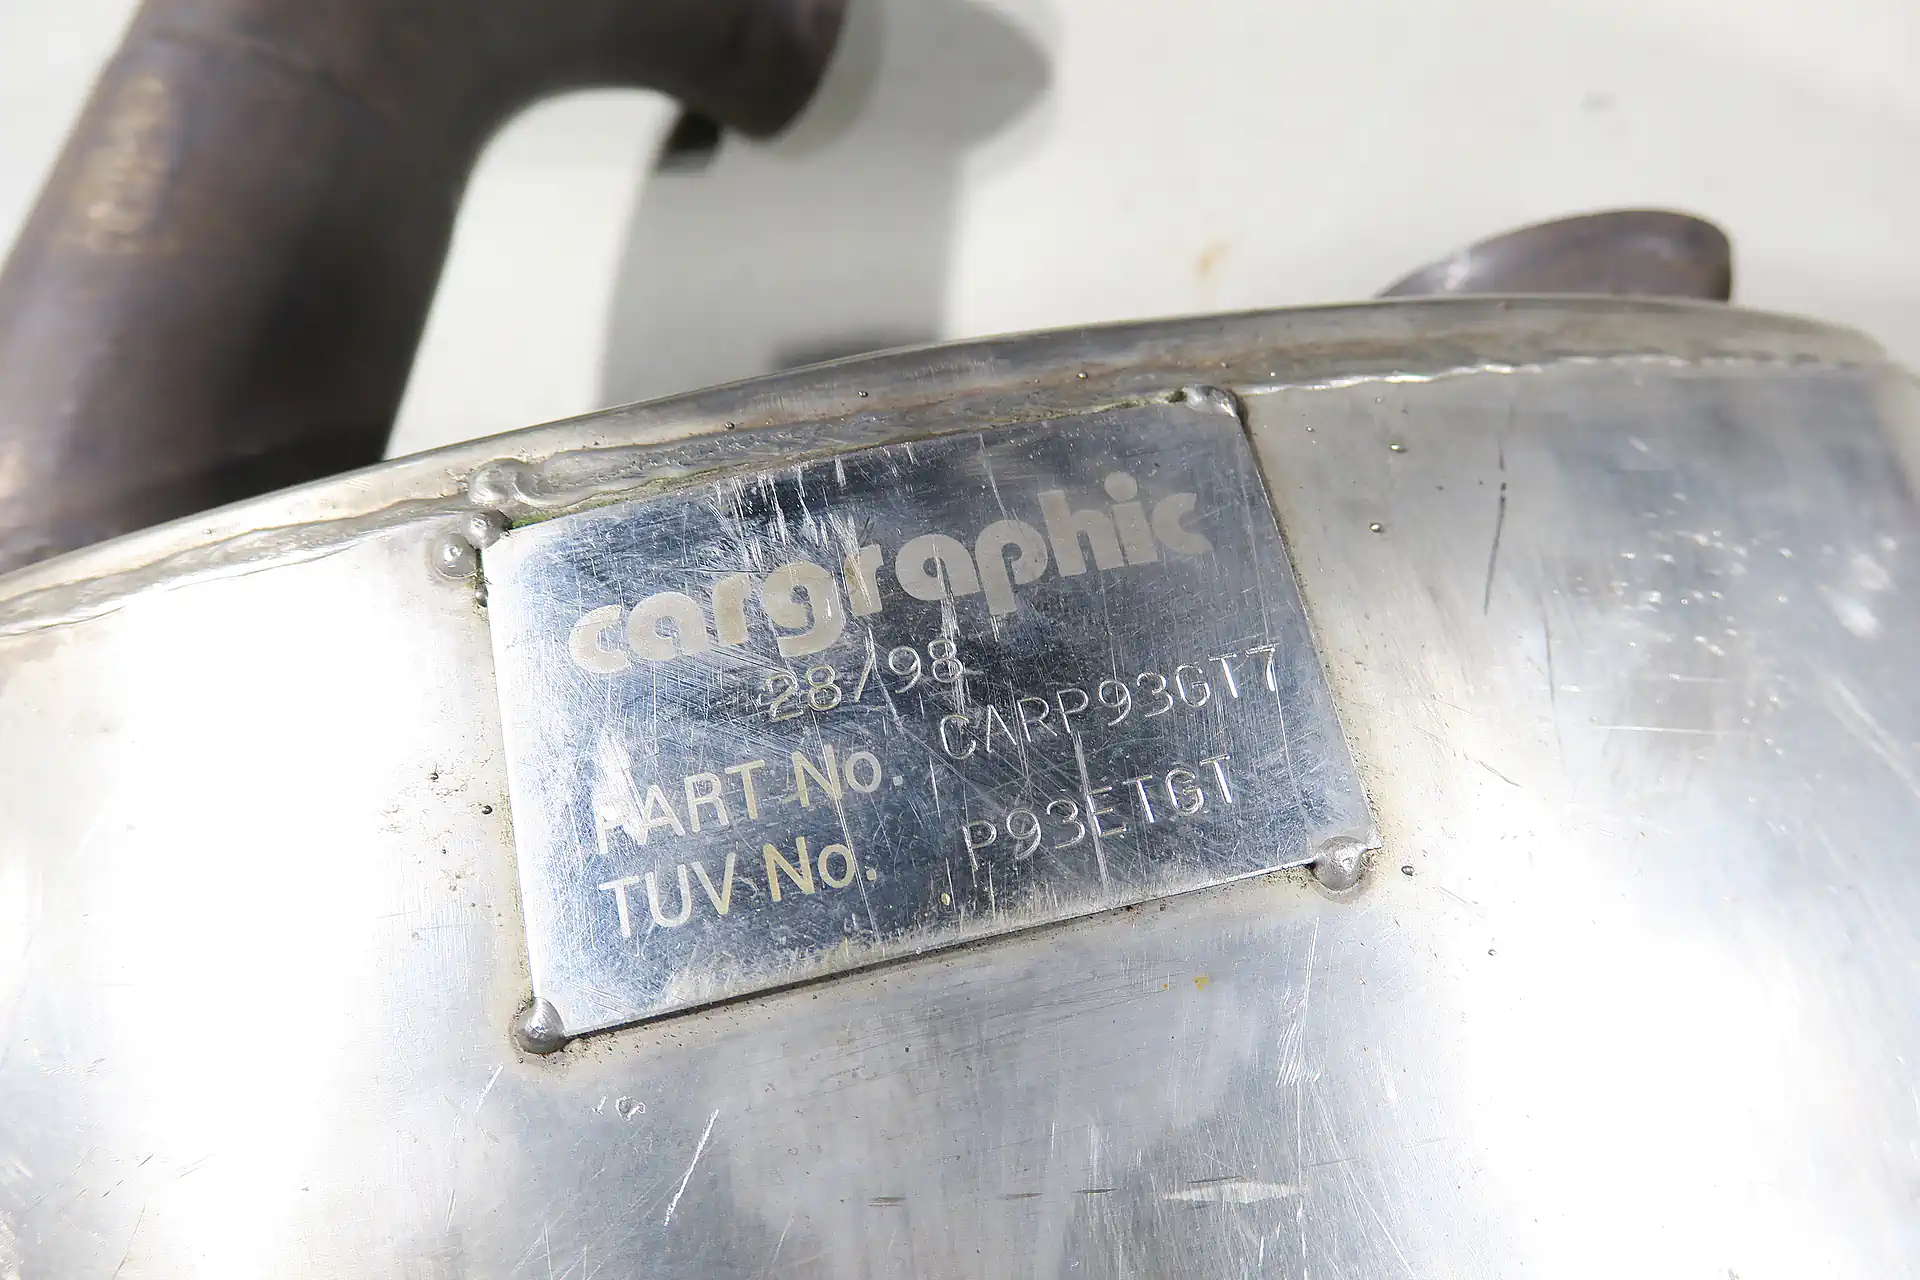 cargraphic
28/98
PART No. CARP93GT7
TUV No. P93ETGT